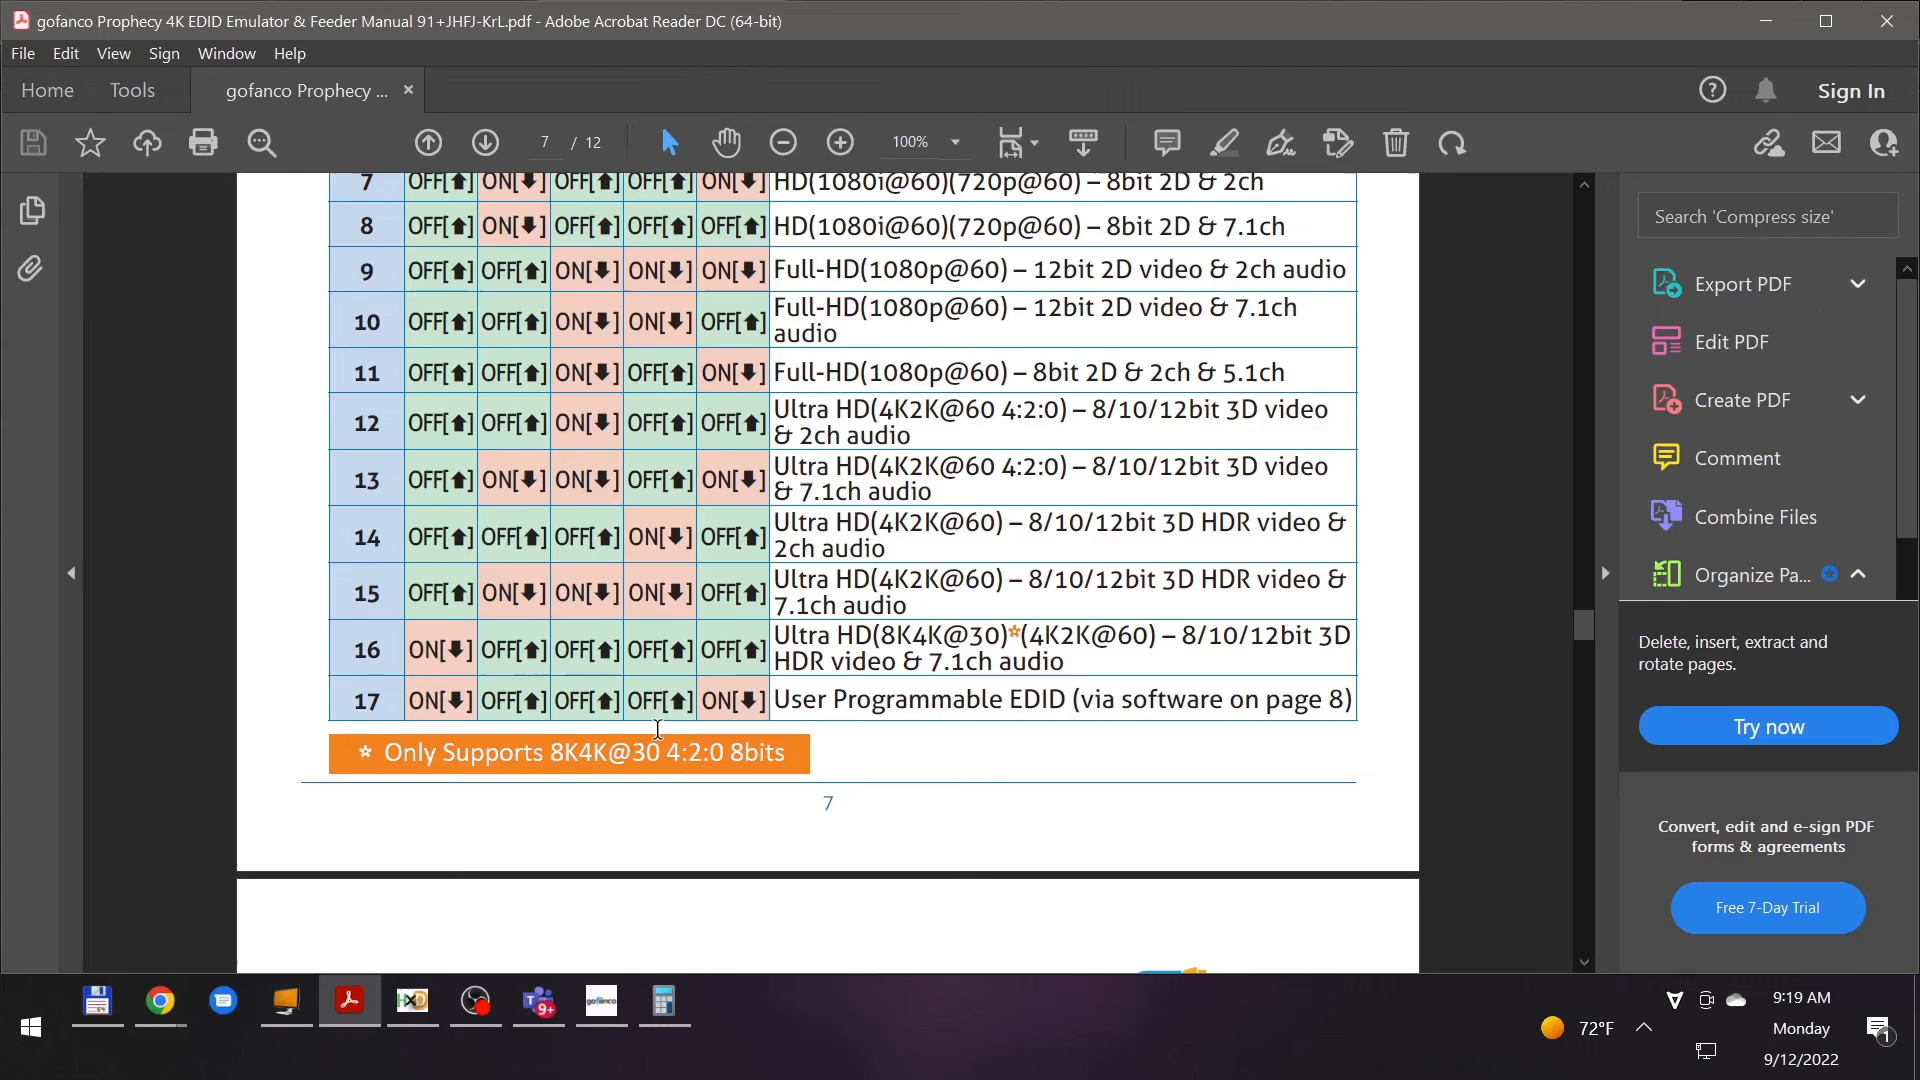 gofanco Prophecy 4K EDID Emulator & Feeder Manual 91+JHFJ-KrL.pdf - Adobe Acrobat Reader DC (64-bit)
File Edit View Sign Window Help
Home Tools gofanco Prophecy ... × Sign In
7 / 12 100%
7 OFF[⬆] ON[⬇] OFF[⬆] OFF[⬆] ON[⬇] HD(1080i@60)(720p@60) – 8bit 2D & 2ch
8 OFF[⬆] ON[⬇] OFF[⬆] OFF[⬆] OFF[⬆] HD(1080i@60)(720p@60) – 8bit 2D & 7.1ch
9 OFF[⬆] OFF[⬆] ON[⬇] ON[⬇] ON[⬇] Full-HD(1080p@60) – 12bit 2D video & 2ch audio
10 OFF[⬆] OFF[⬆] ON[⬇] ON[⬇] OFF[⬆] Full-HD(1080p@60) – 12bit 2D video & 7.1ch
audio
11 OFF[⬆] OFF[⬆] ON[⬇] OFF[⬆] ON[⬇] Full-HD(1080p@60) – 8bit 2D & 2ch & 5.1ch
12 OFF[⬆] OFF[⬆] ON[⬇] OFF[⬆] OFF[⬆] Ultra HD(4K2K@60 4:2:0) – 8/10/12bit 3D video
& 2ch audio
13 OFF[⬆] ON[⬇] ON[⬇] OFF[⬆] ON[⬇] Ultra HD(4K2K@60 4:2:0) – 8/10/12bit 3D video
& 7.1ch audio
14 OFF[⬆] OFF[⬆] OFF[⬆] ON[⬇] OFF[⬆] Ultra HD(4K2K@60) – 8/10/12bit 3D HDR video &
2ch audio
15 OFF[⬆] ON[⬇] ON[⬇] ON[⬇] OFF[⬆] Ultra HD(4K2K@60) – 8/10/12bit 3D HDR video &
7.1ch audio
16 ON[⬇] OFF[⬆] OFF[⬆] OFF[⬆] OFF[⬆] Ultra HD(8K4K@30)*(4K2K@60) – 8/10/12bit 3D
HDR video & 7.1ch audio
17 ON[⬇] OFF[⬆] OFF[⬆] OFF[⬆] ON[⬇] User Programmable EDID (via software on page 8)
* Only Supports 8K4K@30 4:2:0 8bits
7
Search 'Compress size'
Export PDF
Edit PDF
Create PDF
Comment
Combine Files
Organize Pa...
Delete, insert, extract and
rotate pages.
Try now
Convert, edit and e-sign PDF
forms & agreements
Free 7-Day Trial
HXD
9+
gofanco
72°F
9:19 AM
Monday
9/12/2022
1